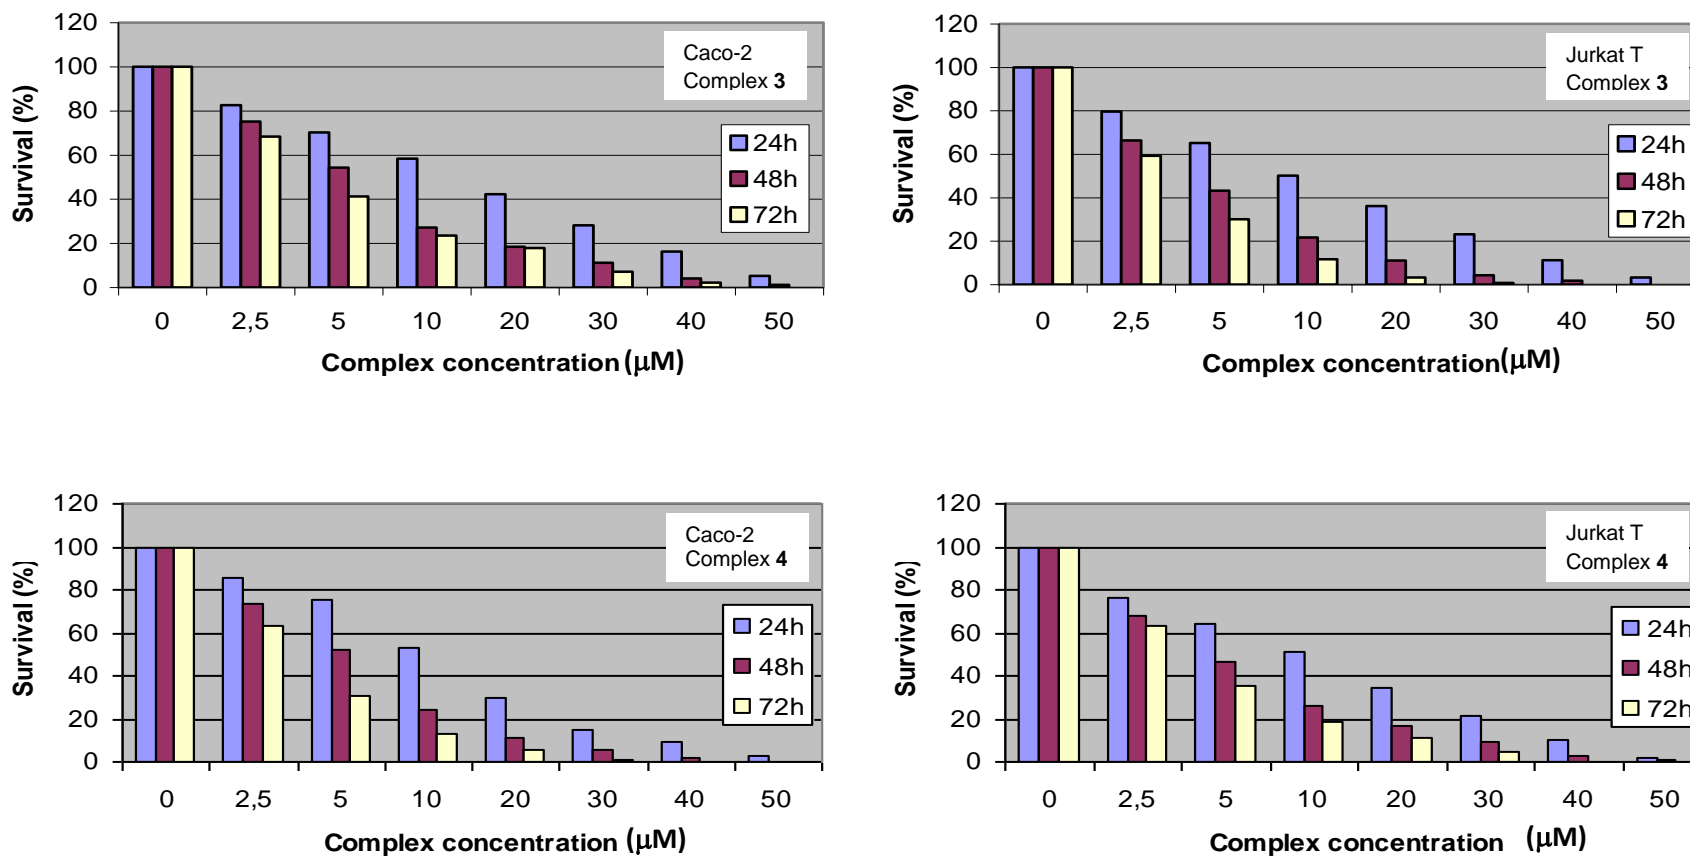 120
100
80
60
40
20
0
Survival (%)
Caco-2
Complex 3
24h
48h
72h
0 2,5 5 10 20 30 40 50
Complex concentration (μM)
120
100
80
60
40
20
0
Survival (%)
Jurkat T
Complex 3
24h
48h
72h
0 2,5 5 10 20 30 40 50
Complex concentration(μM)
120
100
80
60
40
20
0
Survival (%)
Caco-2
Complex 4
24h
48h
72h
0 2,5 5 10 20 30 40 50
Complex concentration (μM)
120
100
80
60
40
20
0
Survival (%)
Jurkat T
Complex 4
24h
48h
72h
0 2,5 5 10 20 30 40 50
Complex concentration (μM)